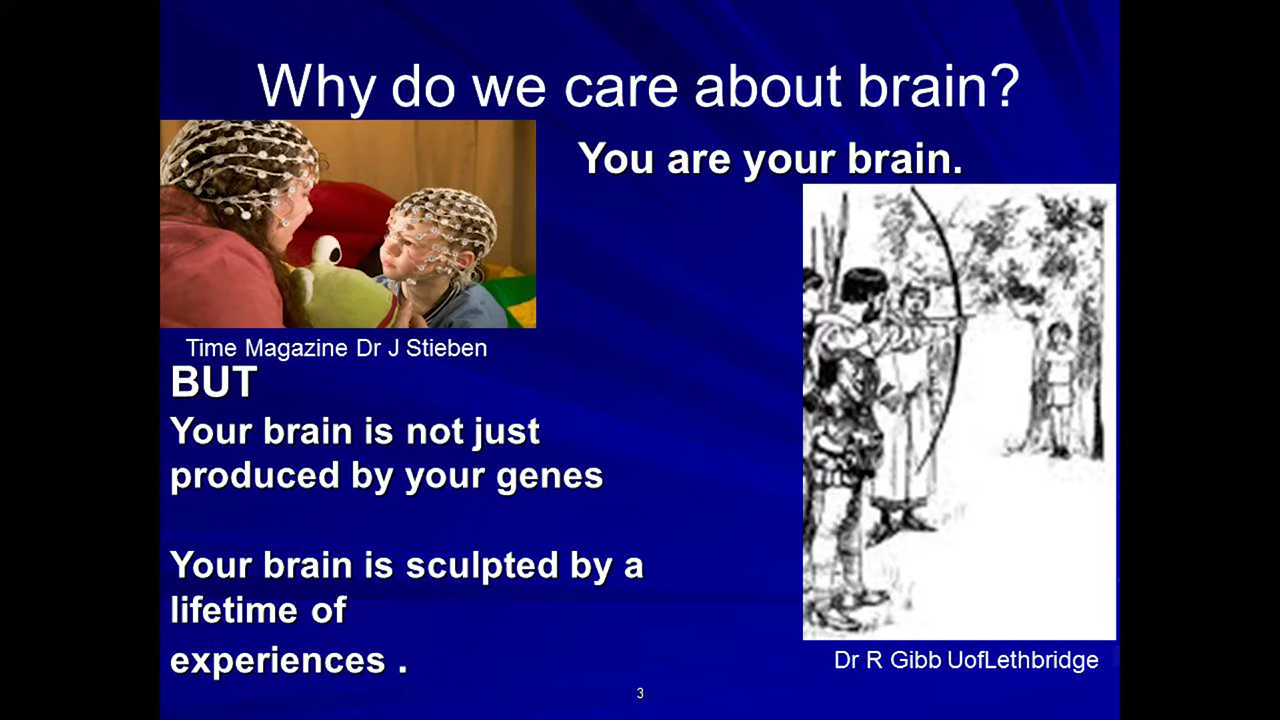 Why do we care about brain?
You are your brain.
Time Magazine Dr J Stieben
BUT
Your brain is not just
produced by your genes
Your brain is sculpted by a
lifetime of
experiences .
Dr R Gibb UofLethbridge
3